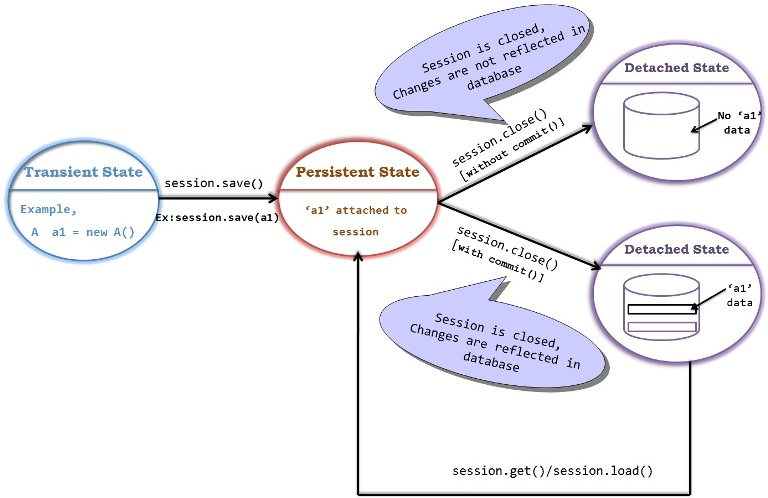 Transient State
Example,
A a1 = new A()
session.save()
Ex:session.save(a1)
Persistent State
‘a1’ attached to
session
Session is closed,
Changes are not reflected in
database
session.close()
[without commit()]
Detached State
No ‘a1’
data
session.close()
[with commit()]
Session is closed,
Changes are reflected in
database
Detached State
‘a1’
data
session.get()/session.load()